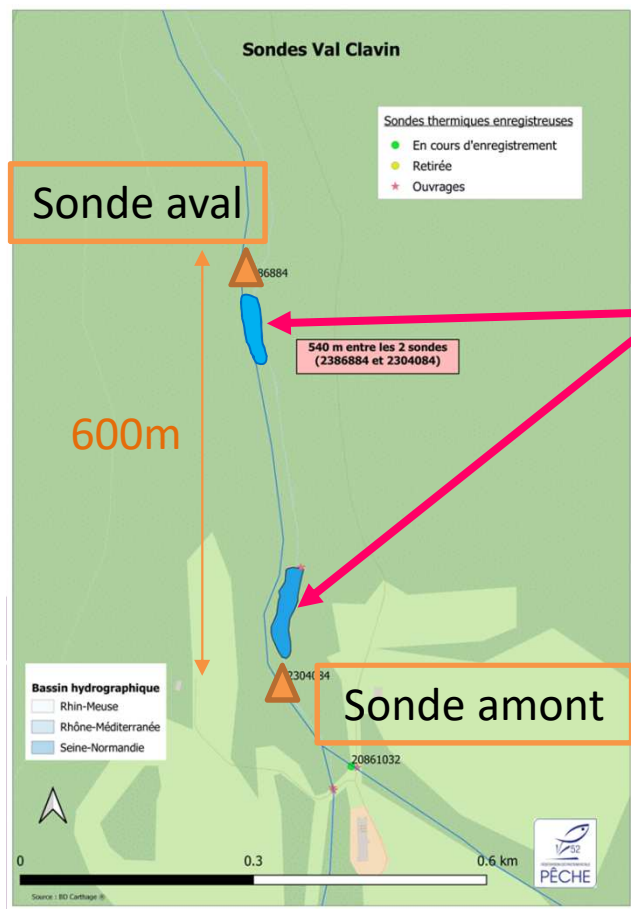 Sondes Val Clavin
Sondes thermiques enregistreuses
En cours d'enregistrement
Retirée
Ouvrages
Sonde aval
86884
540 m entre les 2 sondes
(2386884 et 2304084)
600m
2304084
Sonde amont
Bassin hydrographique
Rhin-Meuse
Rhône-Méditerranée
Seine-Normandie
20861032
0
0.3
0.6 km
52
PÊCHE
Source : BD Carthage ®